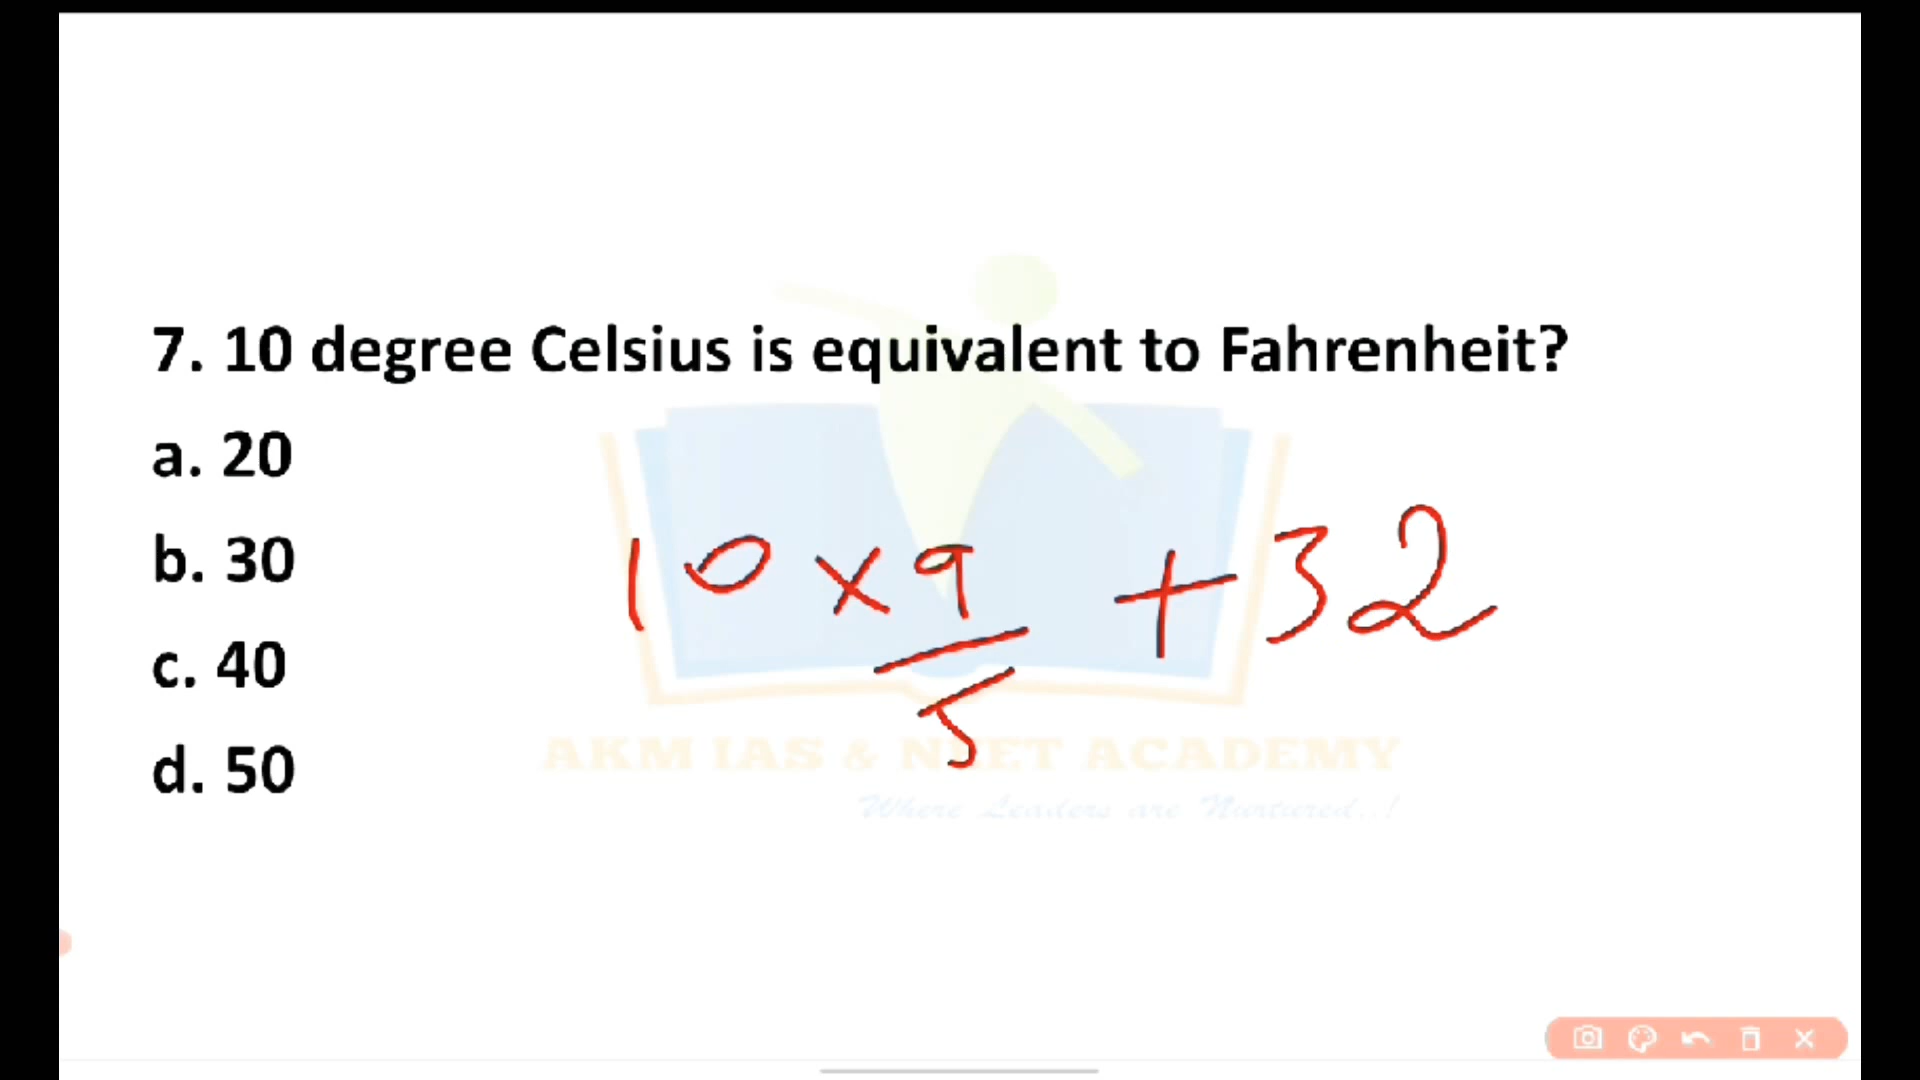 7. 10 degree Celsius is equivalent to Fahrenheit?
a. 20
b. 30
c. 40
d. 50
10 × 9/5 + 32
AKM IAS & NEET ACADEMY
Where Leaders are Nurtured..!